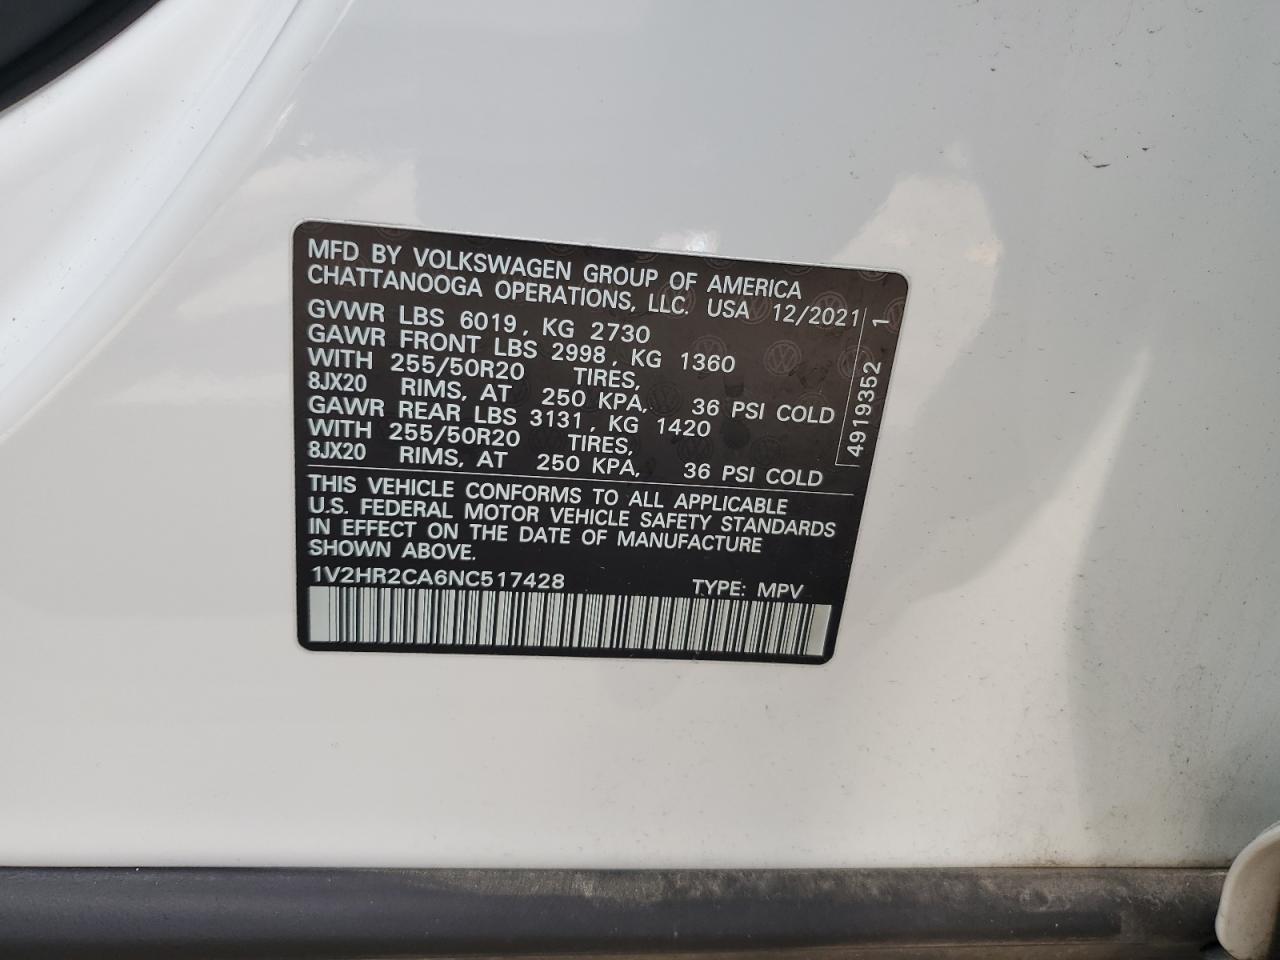 MFD BY VOLKSWAGEN GROUP OF AMERICA
CHATTANOOGA OPERATIONS, LLC. USA 12/2021
GVWR LBS 6019, KG 2730
GAWR FRONT LBS 2998, KG 1360
WITH 255/50R20 TIRES,
8JX20 RIMS, AT 250 KPA, 36 PSI COLD
GAWR REAR LBS 3131, KG 1420
WITH 255/50R20 TIRES,
8JX20 RIMS, AT 250 KPA, 36 PSI COLD
4919352 1
THIS VEHICLE CONFORMS TO ALL APPLICABLE
U.S. FEDERAL MOTOR VEHICLE SAFETY STANDARDS
IN EFFECT ON THE DATE OF MANUFACTURE
SHOWN ABOVE.
1V2HR2CA6NC517428 TYPE: MPV